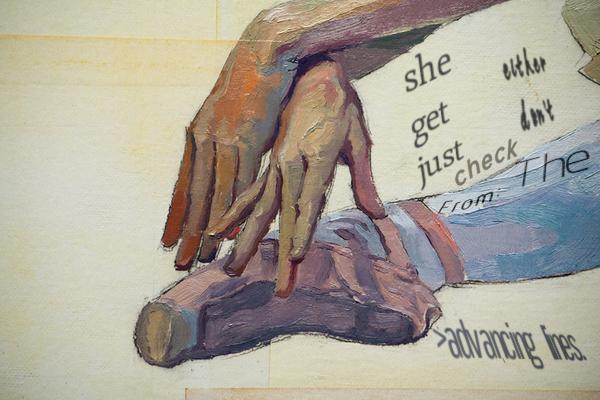 she
get
just
either
don't
check
From: The
>advancing lines.